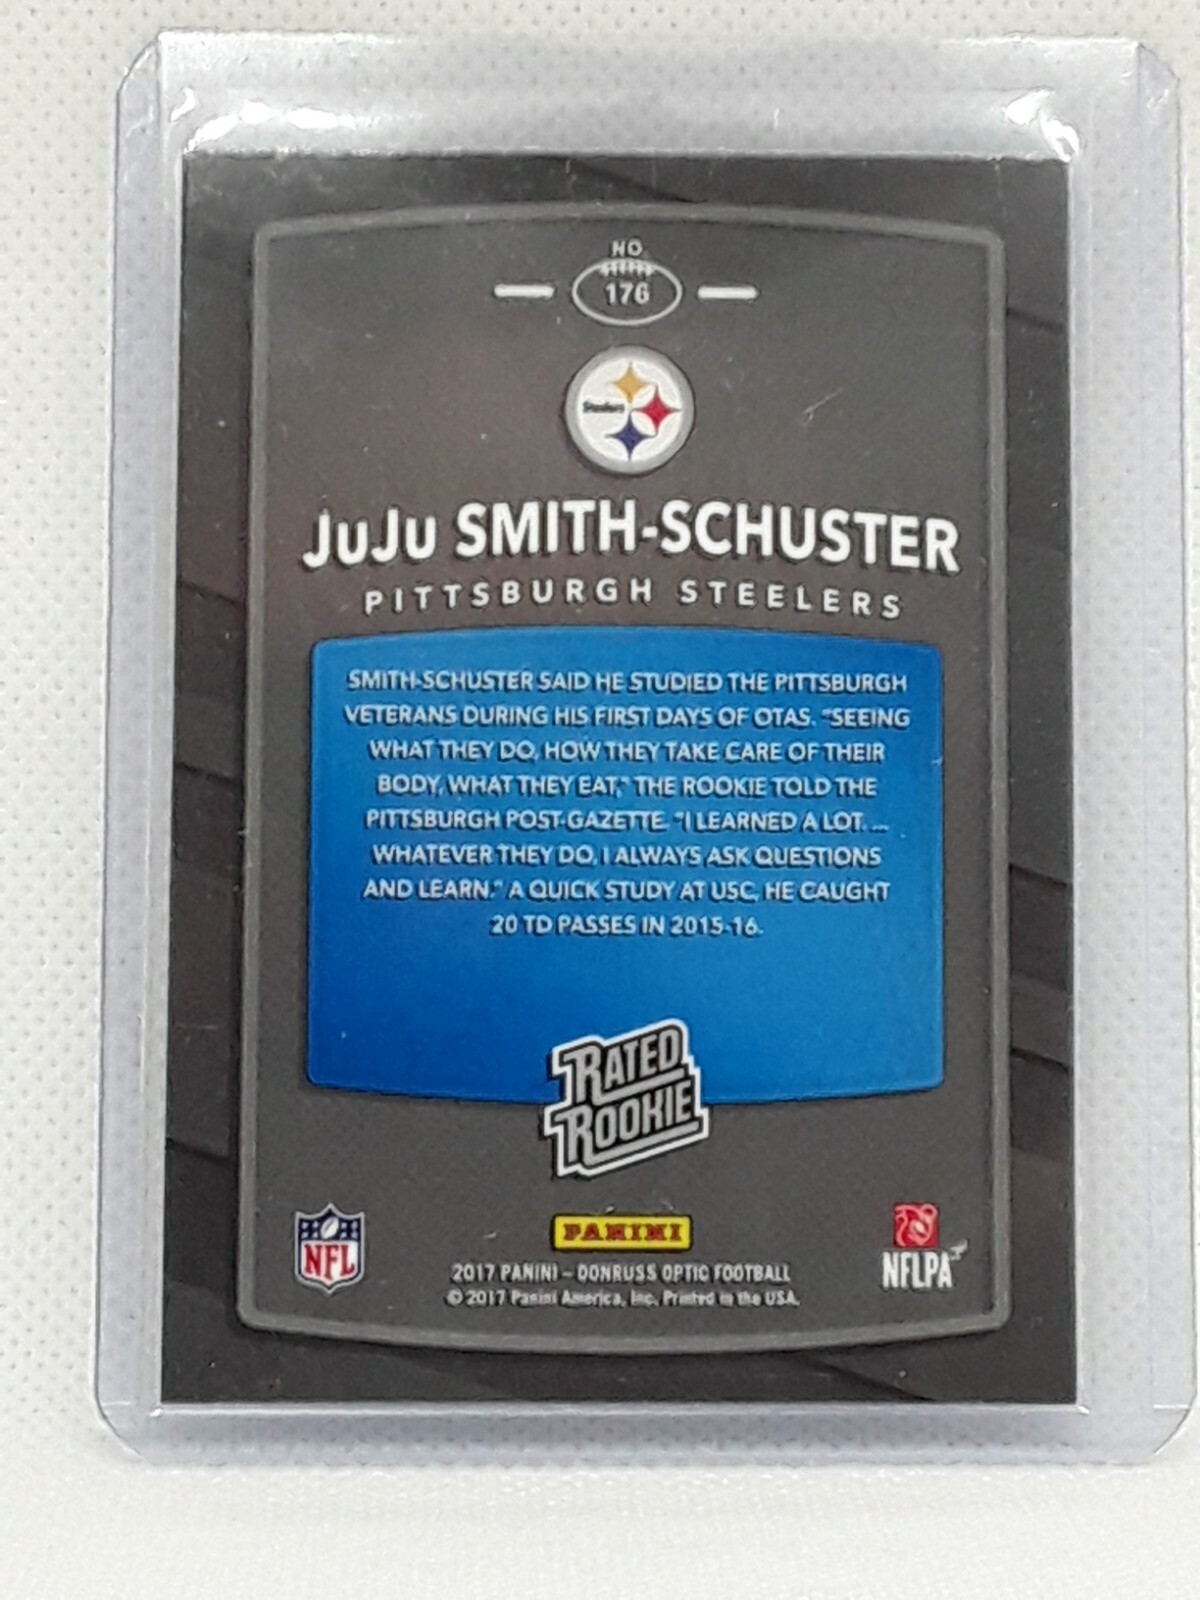 NO.
176
Steelers
JuJu SMITH-SCHUSTER
PITTSBURGH STEELERS
SMITH-SCHUSTER SAID HE STUDIED THE PITTSBURGH
VETERANS DURING HIS FIRST DAYS OF OTAS. "SEEING
WHAT THEY DO, HOW THEY TAKE CARE OF THEIR
BODY, WHAT THEY EAT," THE ROOKIE TOLD THE
PITTSBURGH POST-GAZETTE. "I LEARNED A LOT. ...
WHATEVER THEY DO, I ALWAYS ASK QUESTIONS
AND LEARN." A QUICK STUDY AT USC, HE CAUGHT
20 TD PASSES IN 2015-16.
RATED
ROOKIE
NFL
PANINI
NFLPA
2017 PANINI – DONRUSS OPTIC FOOTBALL
© 2017 Panini America, Inc. Printed in the USA.